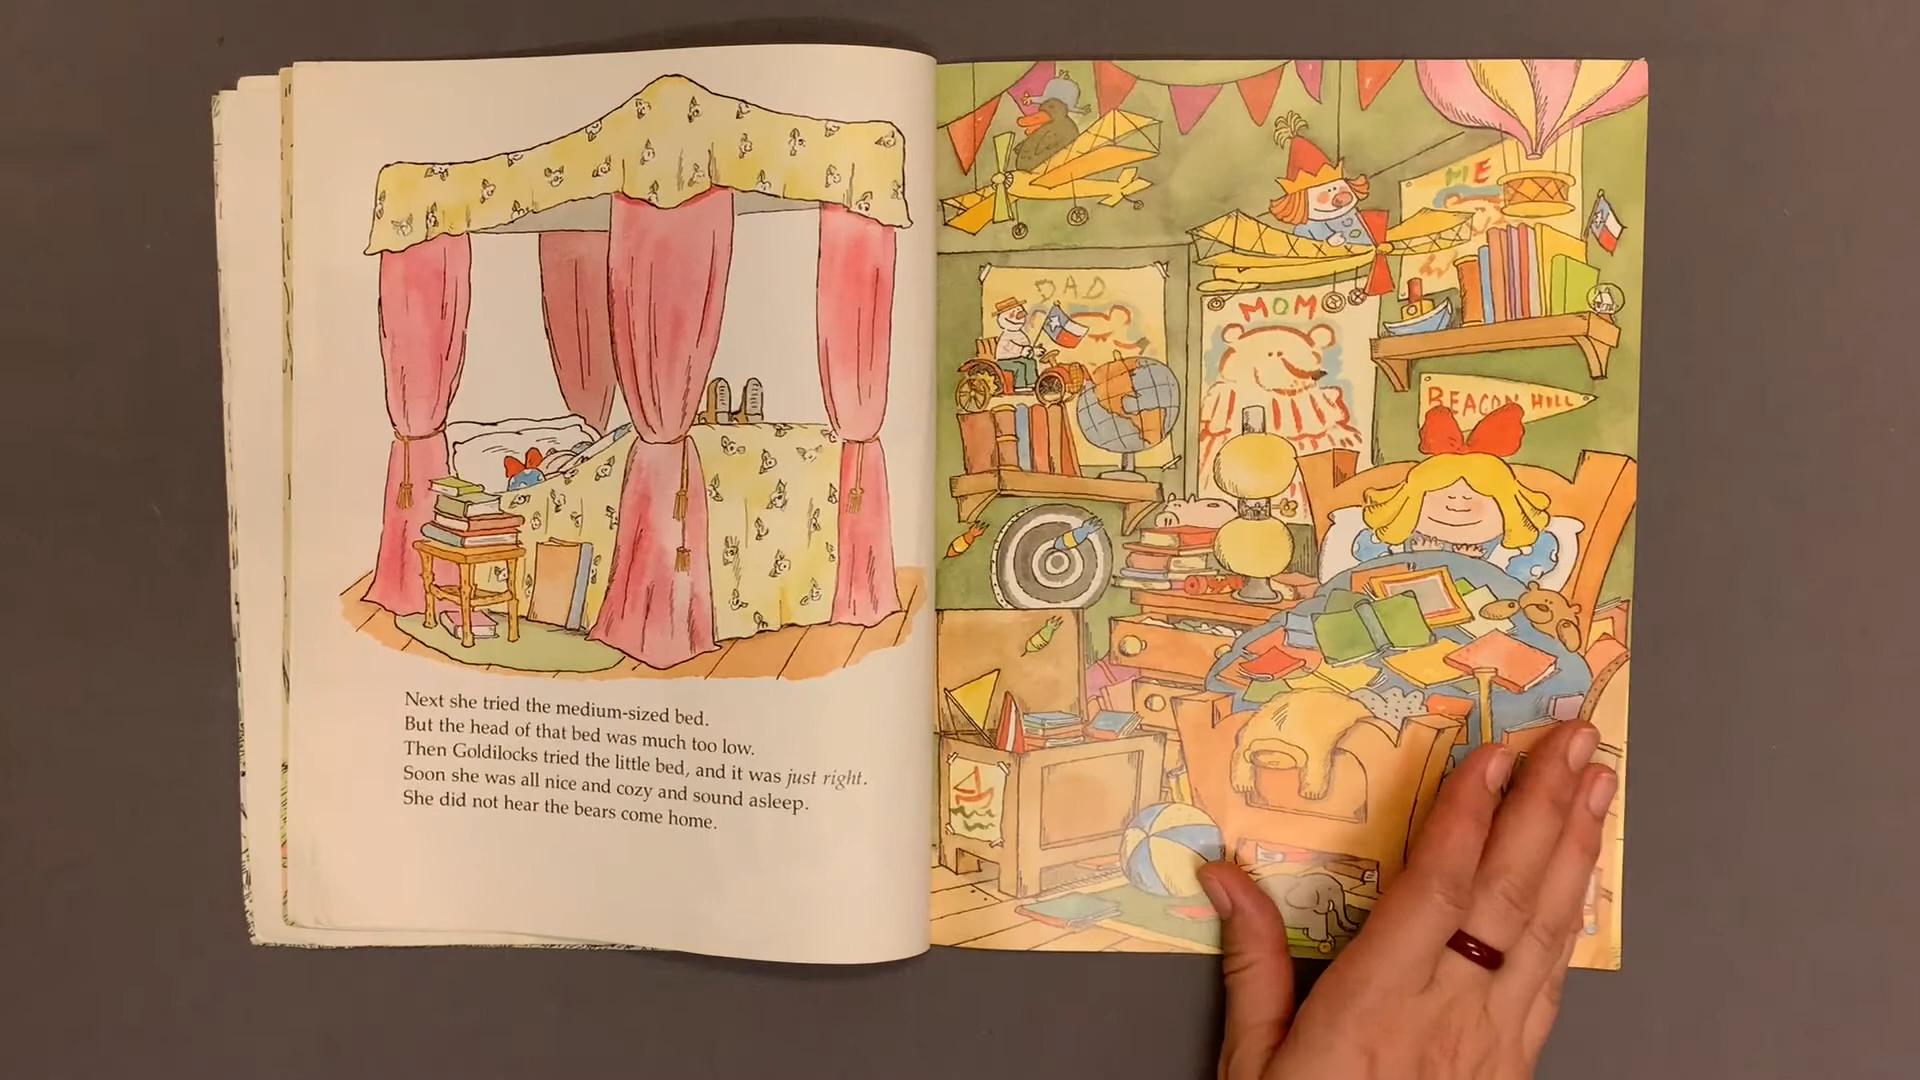 Next she tried the medium-sized bed.
But the head of that bed was much too low.
Then Goldilocks tried the little bed, and it was just right.
Soon she was all nice and cozy and sound asleep.
She did not hear the bears come home.
ME
DAD
MOM
BEACON HILL